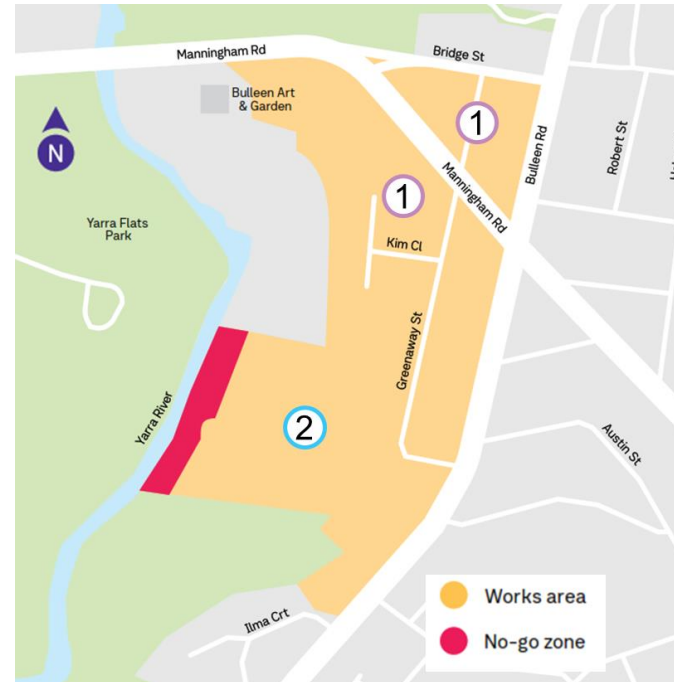 Manningham Rd
Bridge St
Bulleen Art
& Garden
1
N
Robert St
Bulleen Rd
Manningham Rd
1
Yarra Flats
Park
Kim Cl
Greenaway St
Yarra River
2
Austin St
Ilma Crt
Works area
No-go zone